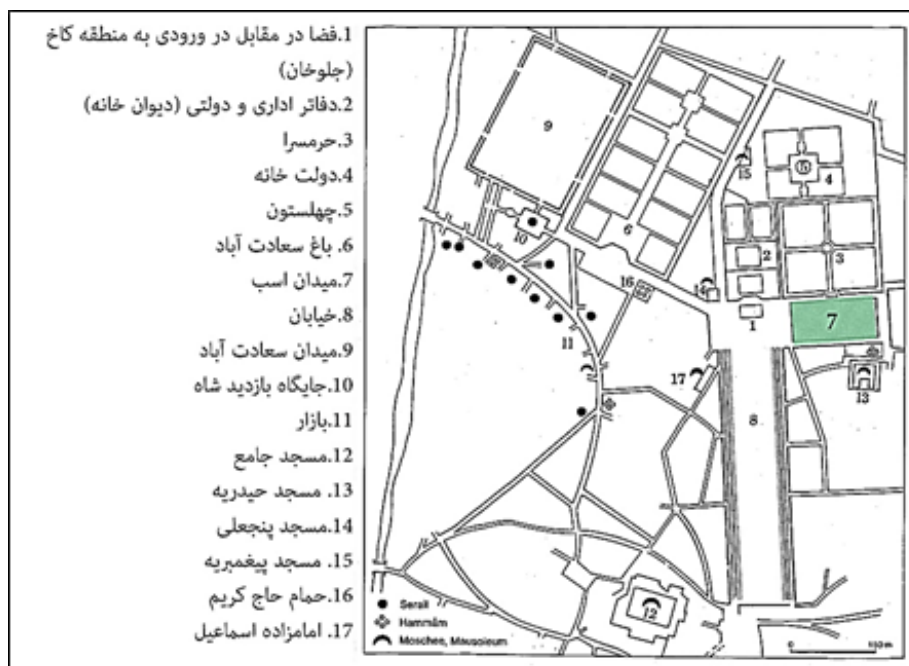 1.فضا در مقابل در ورودی به منطقه کاخ
(جلوخان)
2.دفاتر اداری و دولتی (دیوان خانه)
3.حرمسرا
4.دولت خانه
5.چهلستون
6. باغ سعادت آباد
7.میدان اسب
8.خیابان
9.میدان سعادت آباد
10.جایگاه بازدید شاه
11.بازار
12.مسجد جامع
13. مسجد حیدریه
14.مسجد پنجعلی
15. مسجد پیغمبریه
16.حمام حاج کریم
17. امامزاده اسماعیل
9
15
5
4
10
6
2
3
16
14
1
7
11
17
13
8
12
Serail
Hammām
Moschee, Mausoleum
0
150m